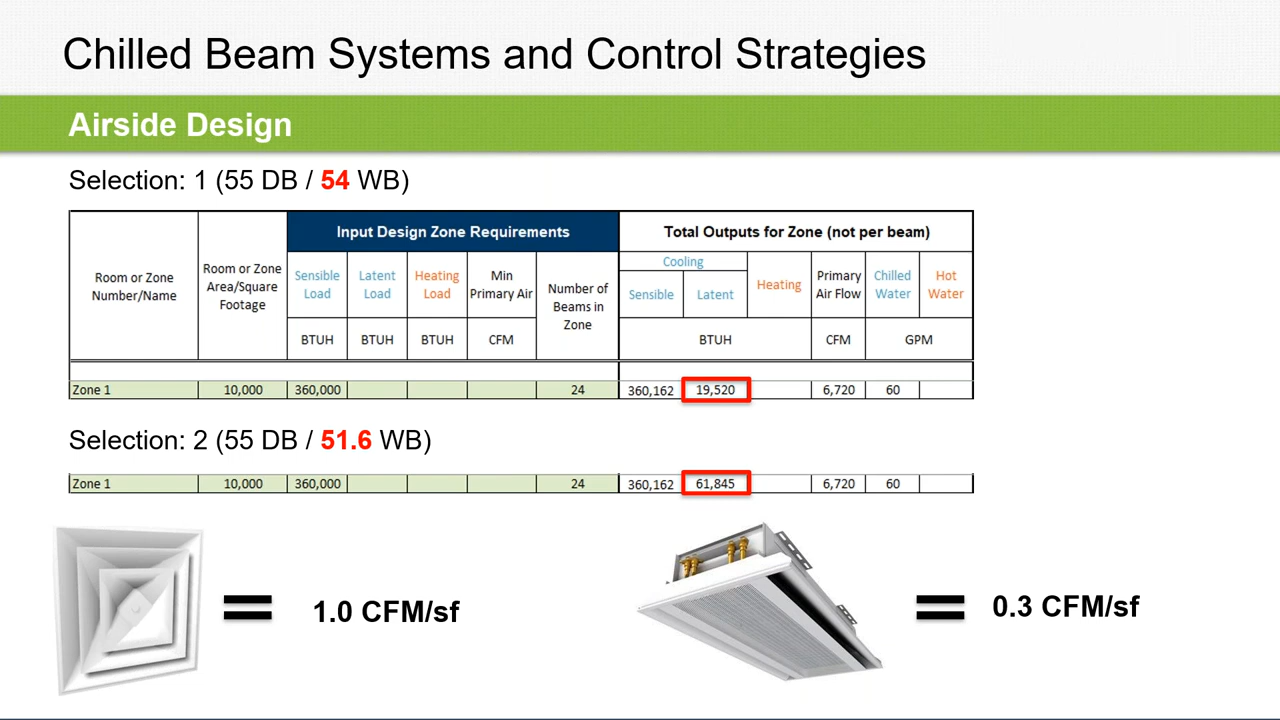 Chilled Beam Systems and Control Strategies
Airside Design
Selection: 1 (55 DB / 54 WB)
Room or Zone Number/Name
Room or Zone Area/Square Footage
Input Design Zone Requirements
Total Outputs for Zone (not per beam)
Sensible Load
Latent Load
Heating Load
Min Primary Air
Number of Beams in Zone
Cooling
Sensible
Latent
Heating
Primary Air Flow
Chilled Water
Hot Water
BTUH
BTUH
BTUH
CFM
BTUH
CFM
GPM
Zone 1 10,000 360,000 24 360,162 19,520 6,720 60
Selection: 2 (55 DB / 51.6 WB)
Zone 1 10,000 360,000 24 360,162 61,845 6,720 60
= 1.0 CFM/sf
= 0.3 CFM/sf